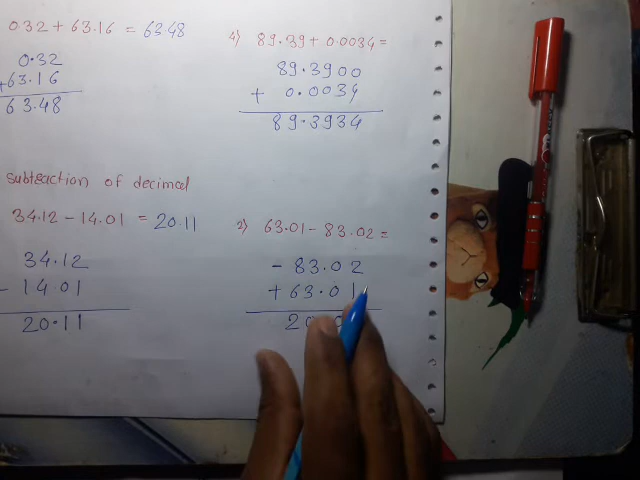 0.32 + 63.16 = 63.48
0.32
+63.16
63.48
4) 89.39 + 0.0034 =
89.3900
+ 0.0034
89.3934
subtraction of decimal
34.12 - 14.01 = 20.11
34.12
- 14.01
20.11
2) 63.01 - 83.02 =
- 83.02
+ 63.01